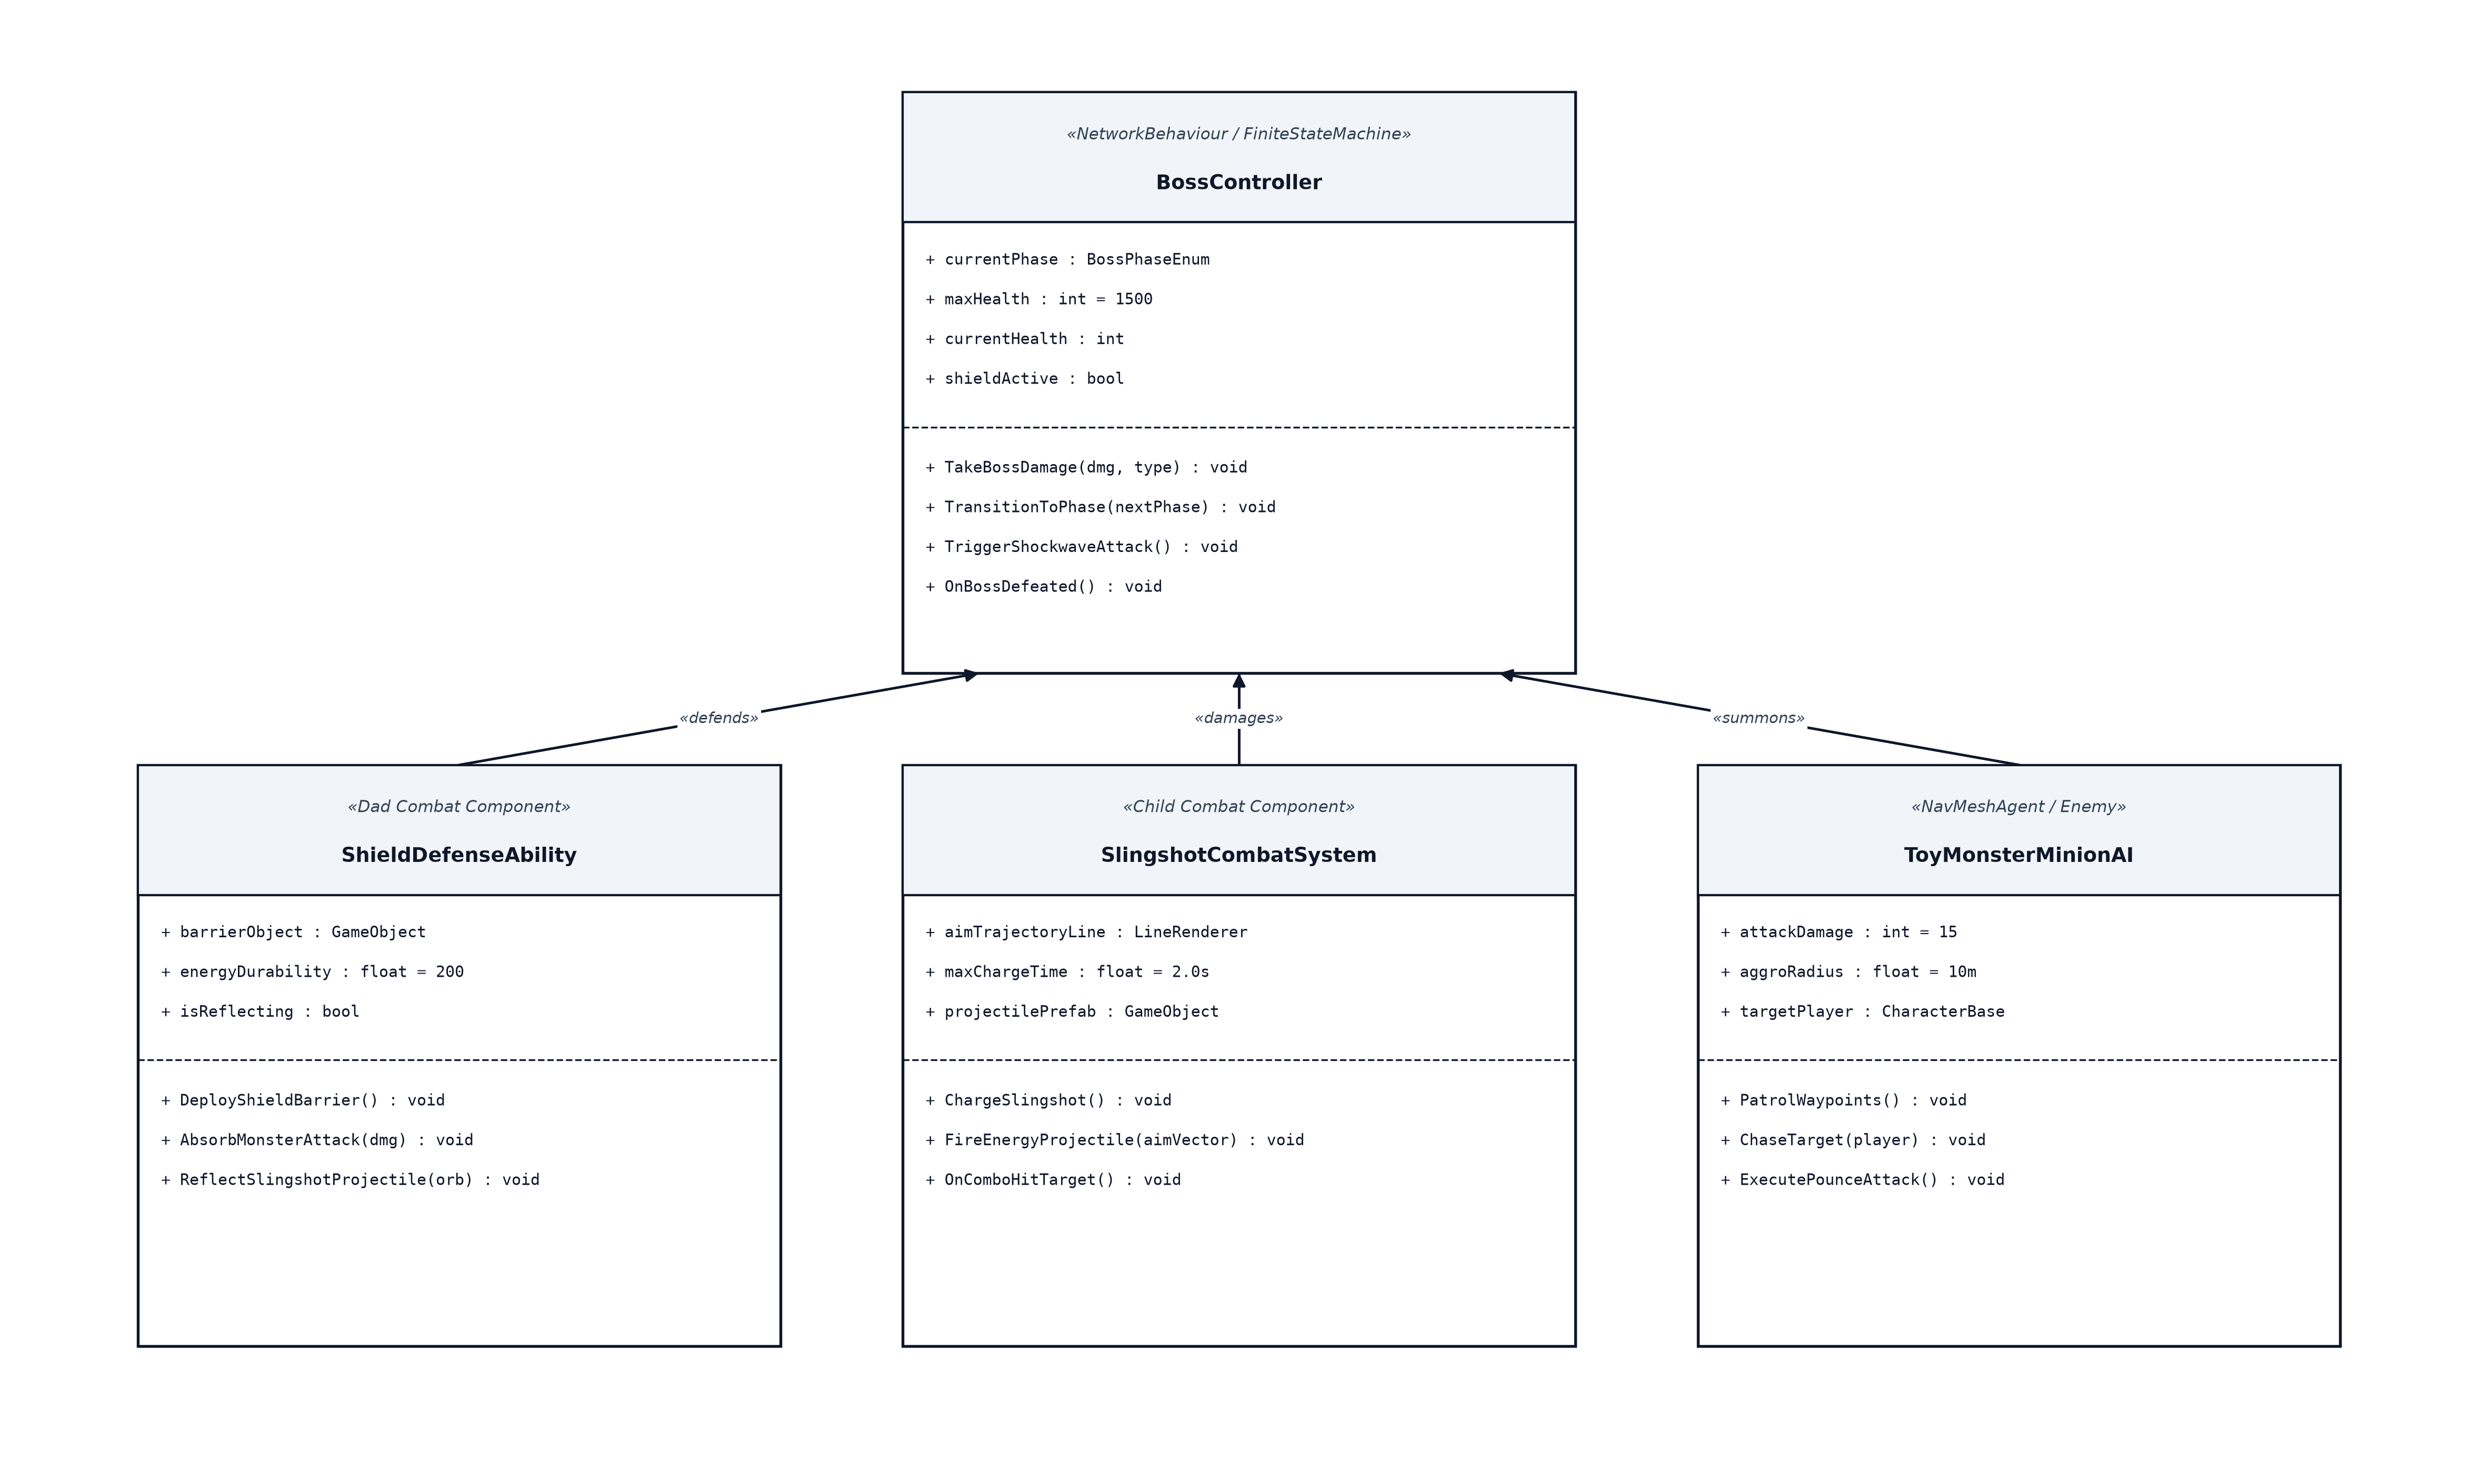 «NetworkBehaviour / FiniteStateMachine»
BossController
+ currentPhase : BossPhaseEnum
+ maxHealth : int = 1500
+ currentHealth : int
+ shieldActive : bool
+ TakeBossDamage(dmg, type) : void
+ TransitionToPhase(nextPhase) : void
+ TriggerShockwaveAttack() : void
+ OnBossDefeated() : void
«defends»
«damages»
«summons»
«Dad Combat Component»
ShieldDefenseAbility
+ barrierObject : GameObject
+ energyDurability : float = 200
+ isReflecting : bool
+ DeployShieldBarrier() : void
+ AbsorbMonsterAttack(dmg) : void
+ ReflectSlingshotProjectile(orb) : void
«Child Combat Component»
SlingshotCombatSystem
+ aimTrajectoryLine : LineRenderer
+ maxChargeTime : float = 2.0s
+ projectilePrefab : GameObject
+ ChargeSlingshot() : void
+ FireEnergyProjectile(aimVector) : void
+ OnComboHitTarget() : void
«NavMeshAgent / Enemy»
ToyMonsterMinionAI
+ attackDamage : int = 15
+ aggroRadius : float = 10m
+ targetPlayer : CharacterBase
+ PatrolWaypoints() : void
+ ChaseTarget(player) : void
+ ExecutePounceAttack() : void